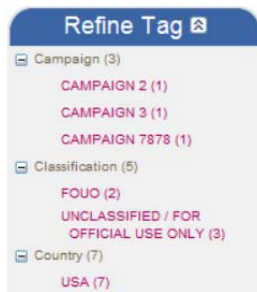 Refine Tag
Campaign (3)
CAMPAIGN 2 (1)
CAMPAIGN 3 (1)
CAMPAIGN 7878 (1)
Classification (5)
FOUO (2)
UNCLASSIFIED / FOR
OFFICIAL USE ONLY (3)
Country (7)
USA (7)